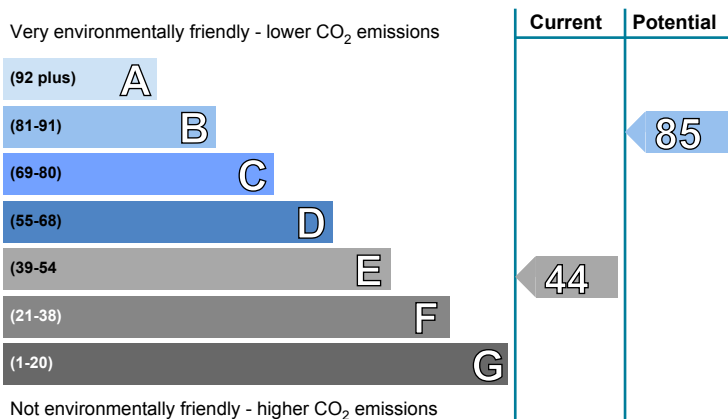 Very environmentally friendly - lower CO2 emissions
Current
Potential
(92 plus) A
(81-91) B
85
(69-80) C
(55-68) D
(39-54 E
44
(21-38) F
(1-20) G
Not environmentally friendly - higher CO2 emissions